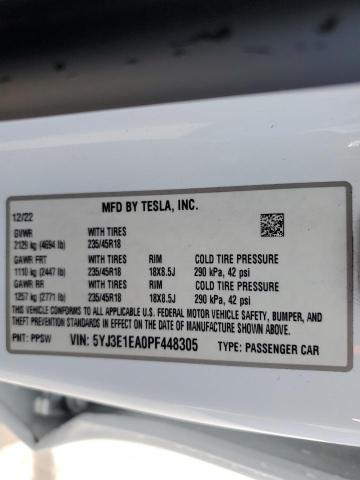 MFD BY TESLA, INC.
12/22
GVWR WITH TIRES
2129 kg (4694 lb) 235/45R18
GAWR FRT WITH TIRES RIM COLD TIRE PRESSURE
1110 kg (2447 lb) 235/45R18 18X8.5J 290 kPa, 42 psi
GAWR RR WITH TIRES RIM COLD TIRE PRESSURE
1257 kg (2771 lb) 235/45R18 18X8.5J 290 kPa, 42 psi
THIS VEHICLE CONFORMS TO ALL APPLICABLE U.S. FEDERAL MOTOR VEHICLE SAFETY, BUMPER, AND
THEFT PREVENTION STANDARDS IN EFFECT ON THE DATE OF MANUFACTURE SHOWN ABOVE.
PNT: PPSW VIN: 5YJ3E1EA0PF448305 TYPE: PASSENGER CAR